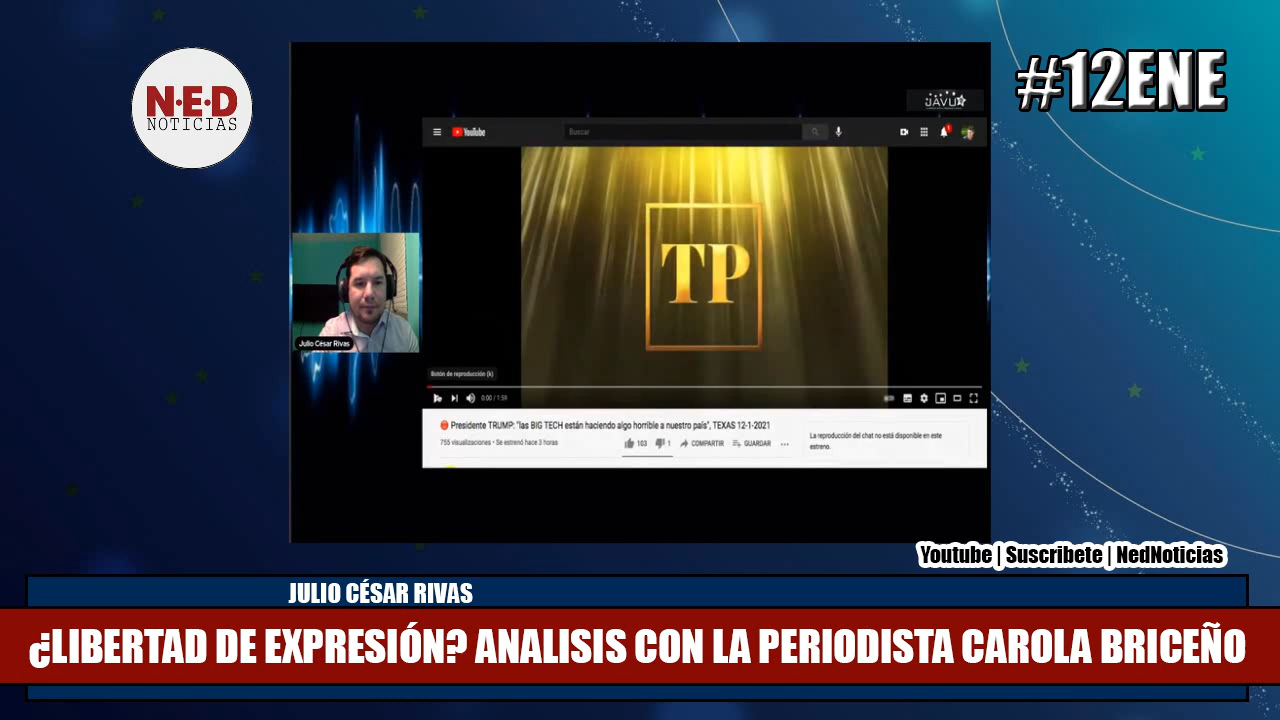 N·E·D
NOTICIAS
#12ENE
JAVU
YouTube
Buscar
TP
Julio César Rivas
Botón de reproducción (k)
0:00 / 1:59
Presidente TRUMP: "las BIG TECH están haciendo algo horrible a nuestro país", TEXAS 12-1-2021
755 visualizaciones • Se estrenó hace 3 horas
103
1
COMPARTIR
GUARDAR
La reproducción del chat no está disponible en este
estreno.
Youtube | Suscribete | NedNoticias
JULIO CÉSAR RIVAS
¿LIBERTAD DE EXPRESIÓN? ANALISIS CON LA PERIODISTA CAROLA BRICEÑO